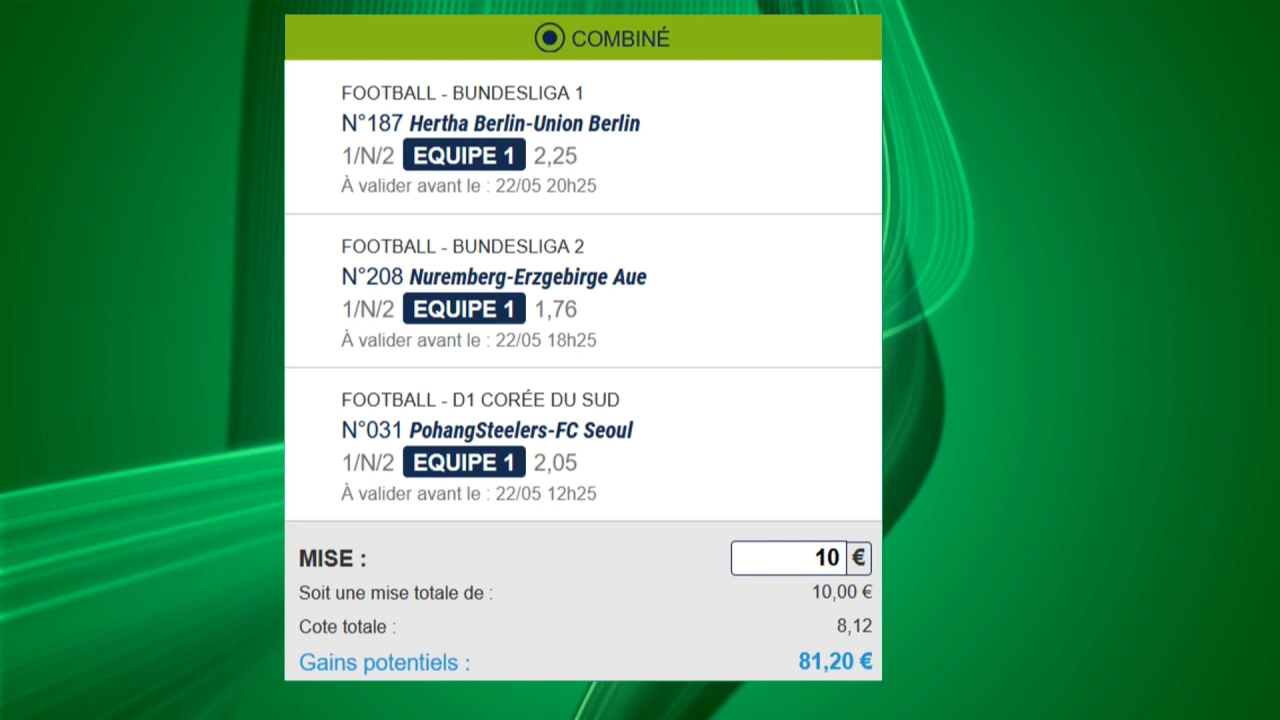 COMBINÉ
FOOTBALL - BUNDESLIGA 1
N°187 Hertha Berlin-Union Berlin
1/N/2 EQUIPE 1 2,25
À valider avant le : 22/05 20h25
FOOTBALL - BUNDESLIGA 2
N°208 Nuremberg-Erzgebirge Aue
1/N/2 EQUIPE 1 1,76
À valider avant le : 22/05 18h25
FOOTBALL - D1 CORÉE DU SUD
N°031 PohangSteelers-FC Seoul
1/N/2 EQUIPE 1 2,05
À valider avant le : 22/05 12h25
MISE : 10 €
Soit une mise totale de : 10,00 €
Cote totale : 8,12
Gains potentiels : 81,20 €